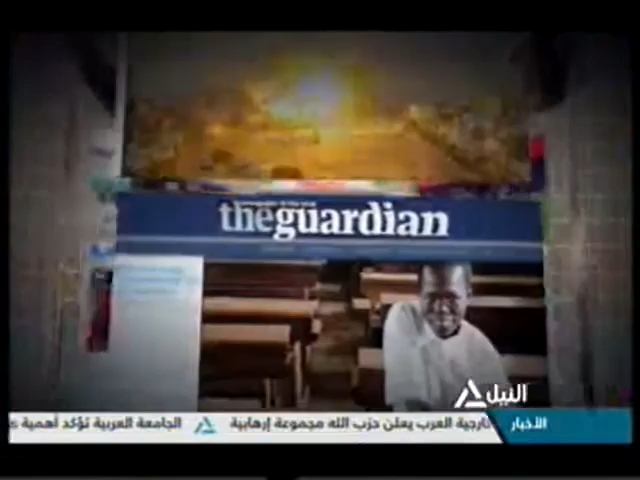 theguardian
النيل
الأخبار
خارجية العرب يعلن حزب الله مجموعة إرهابية
الجامعة العربية تؤكد أهمية